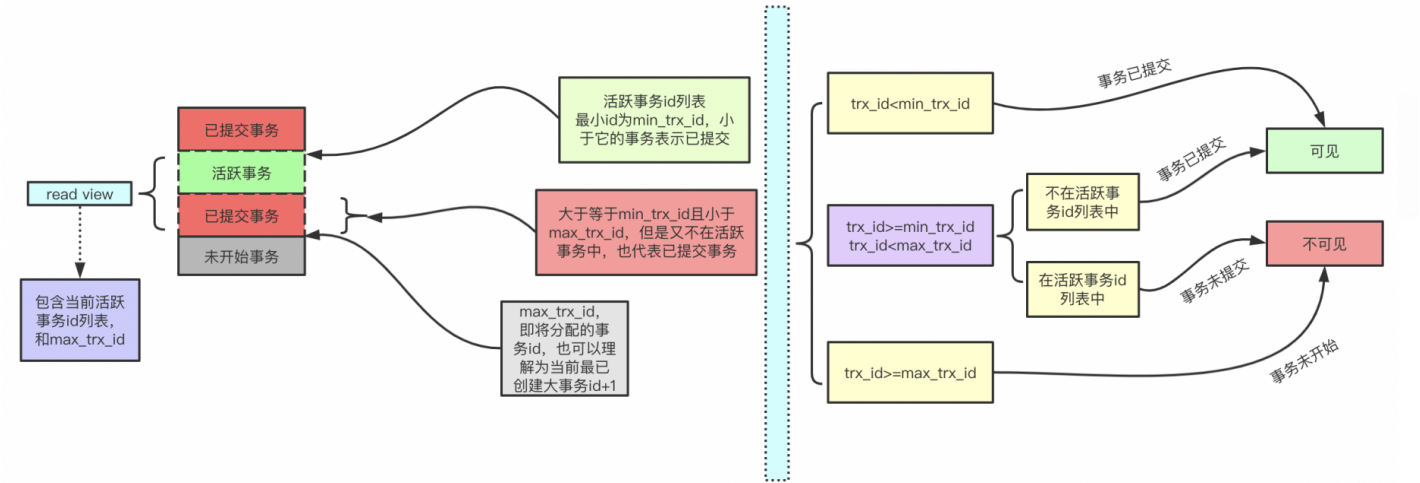 已提交事务
活跃事务
已提交事务
未开始事务
read view
包含当前活跃
事务id列表,
和max_trx_id
活跃事务id列表
最小id为min_trx_id，小
于它的事务表示已提交
大于等于min_trx_id且小于
max_trx_id，但是又不在活跃
事务中，也代表已提交事务
max_trx_id，
即将分配的事
务id，也可以理
解为当前最已
创建大事务id+1
trx_id<min_trx_id
trx_id>=min_trx_id
trx_id<max_trx_id
trx_id>=max_trx_id
不在活跃事
务id列表中
在活跃事务id
列表中
事务已提交
事务已提交
事务未提交
事务未开始
可见
不可见